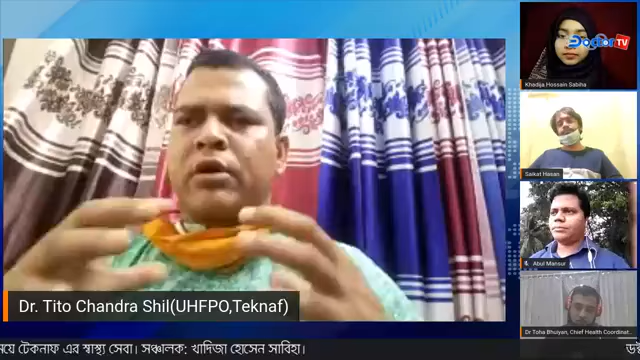 Doctor TV
Khadija Hossain Sabiha
Saikat Hasan
Abul Mansur
Dr Toha Bhuiyan, Chief Health Coordinat...
Dr. Tito Chandra Shil(UHFPO,Teknaf)
টেকনাফ এর স্বাস্থ্য সেবা। সঞ্চালক: খাদিজা হোসেন সাবিহা।